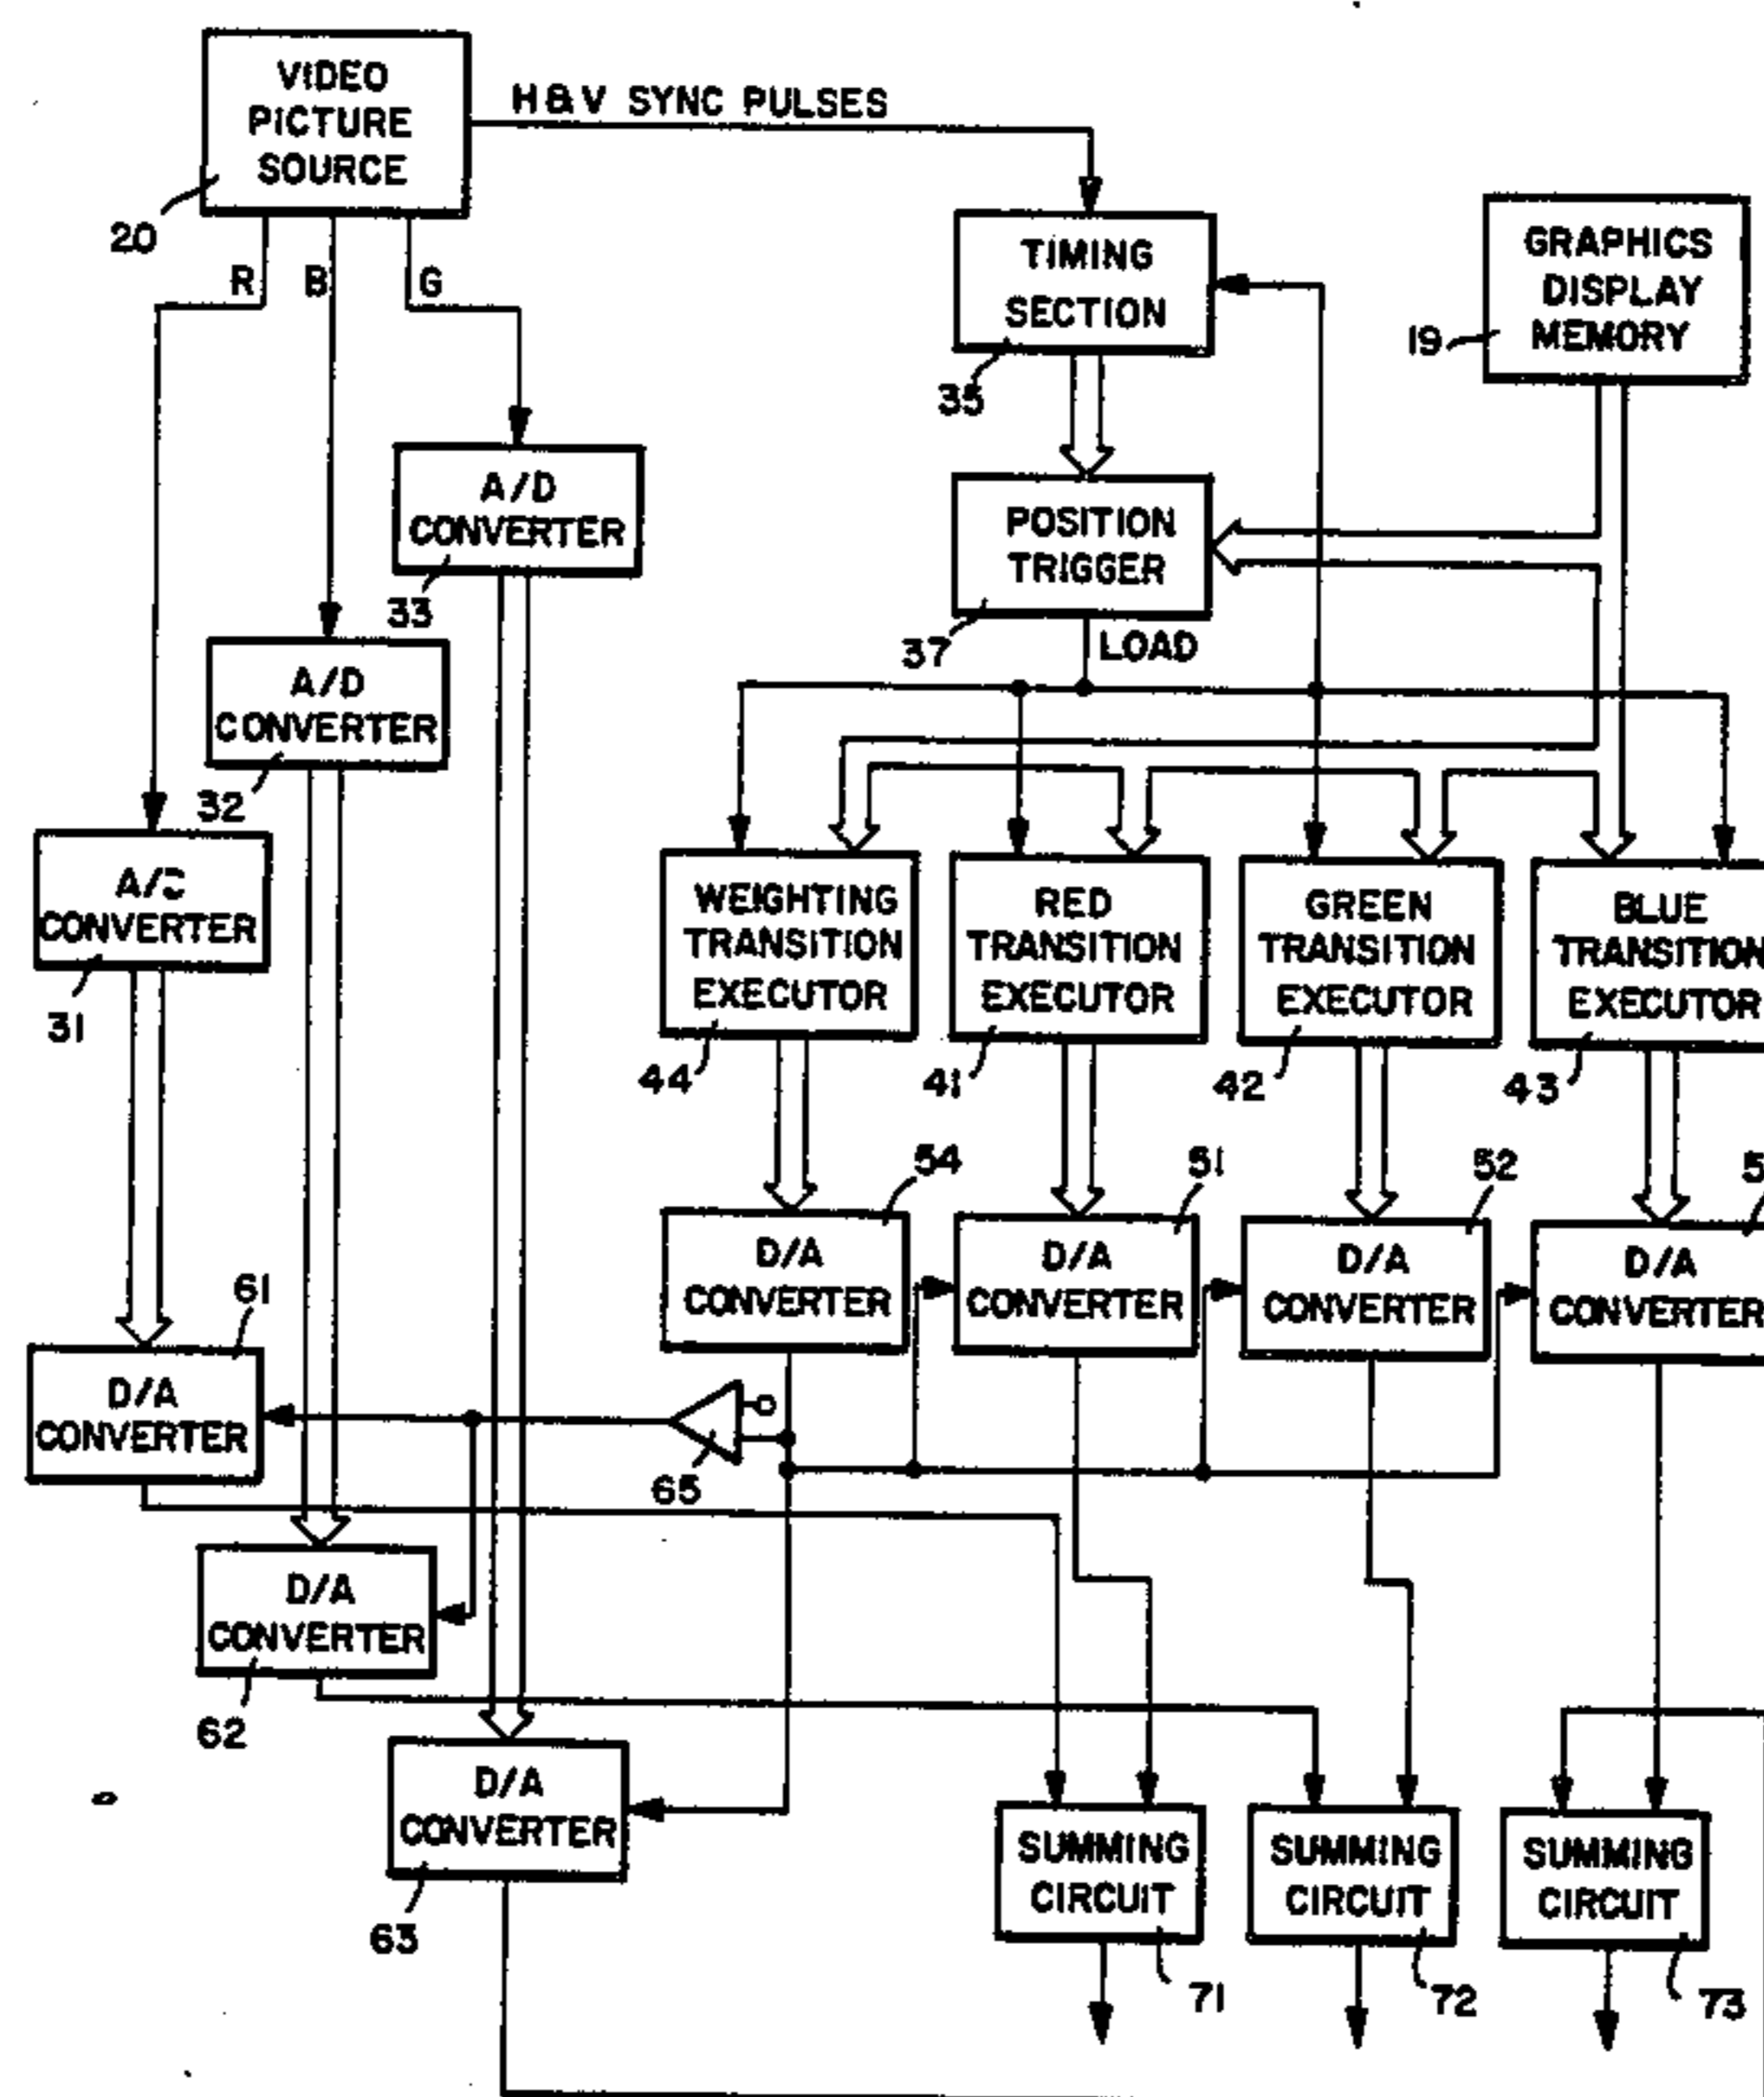 VIDEO
PICTURE
SOURCE
20
H & V SYNC PULSES
R B G
TIMING
SECTION
35
GRAPHICS
DISPLAY
MEMORY
19
A/D
CONVERTER
33
POSITION
TRIGGER
37
LOAD
A/D
CONVERTER
32
A/D
CONVERTER
31
WEIGHTING
TRANSITION
EXECUTOR
44
RED
TRANSITION
EXECUTOR
41
GREEN
TRANSITION
EXECUTOR
42
BLUE
TRANSITION
EXECUTOR
43
D/A
CONVERTER
54
D/A
CONVERTER
51
D/A
CONVERTER
52
D/A
CONVERTER
D/A
CONVERTER
61
65
D/A
CONVERTER
62
D/A
CONVERTER
63
SUMMING
CIRCUIT
71
SUMMING
CIRCUIT
72
SUMMING
CIRCUIT
73